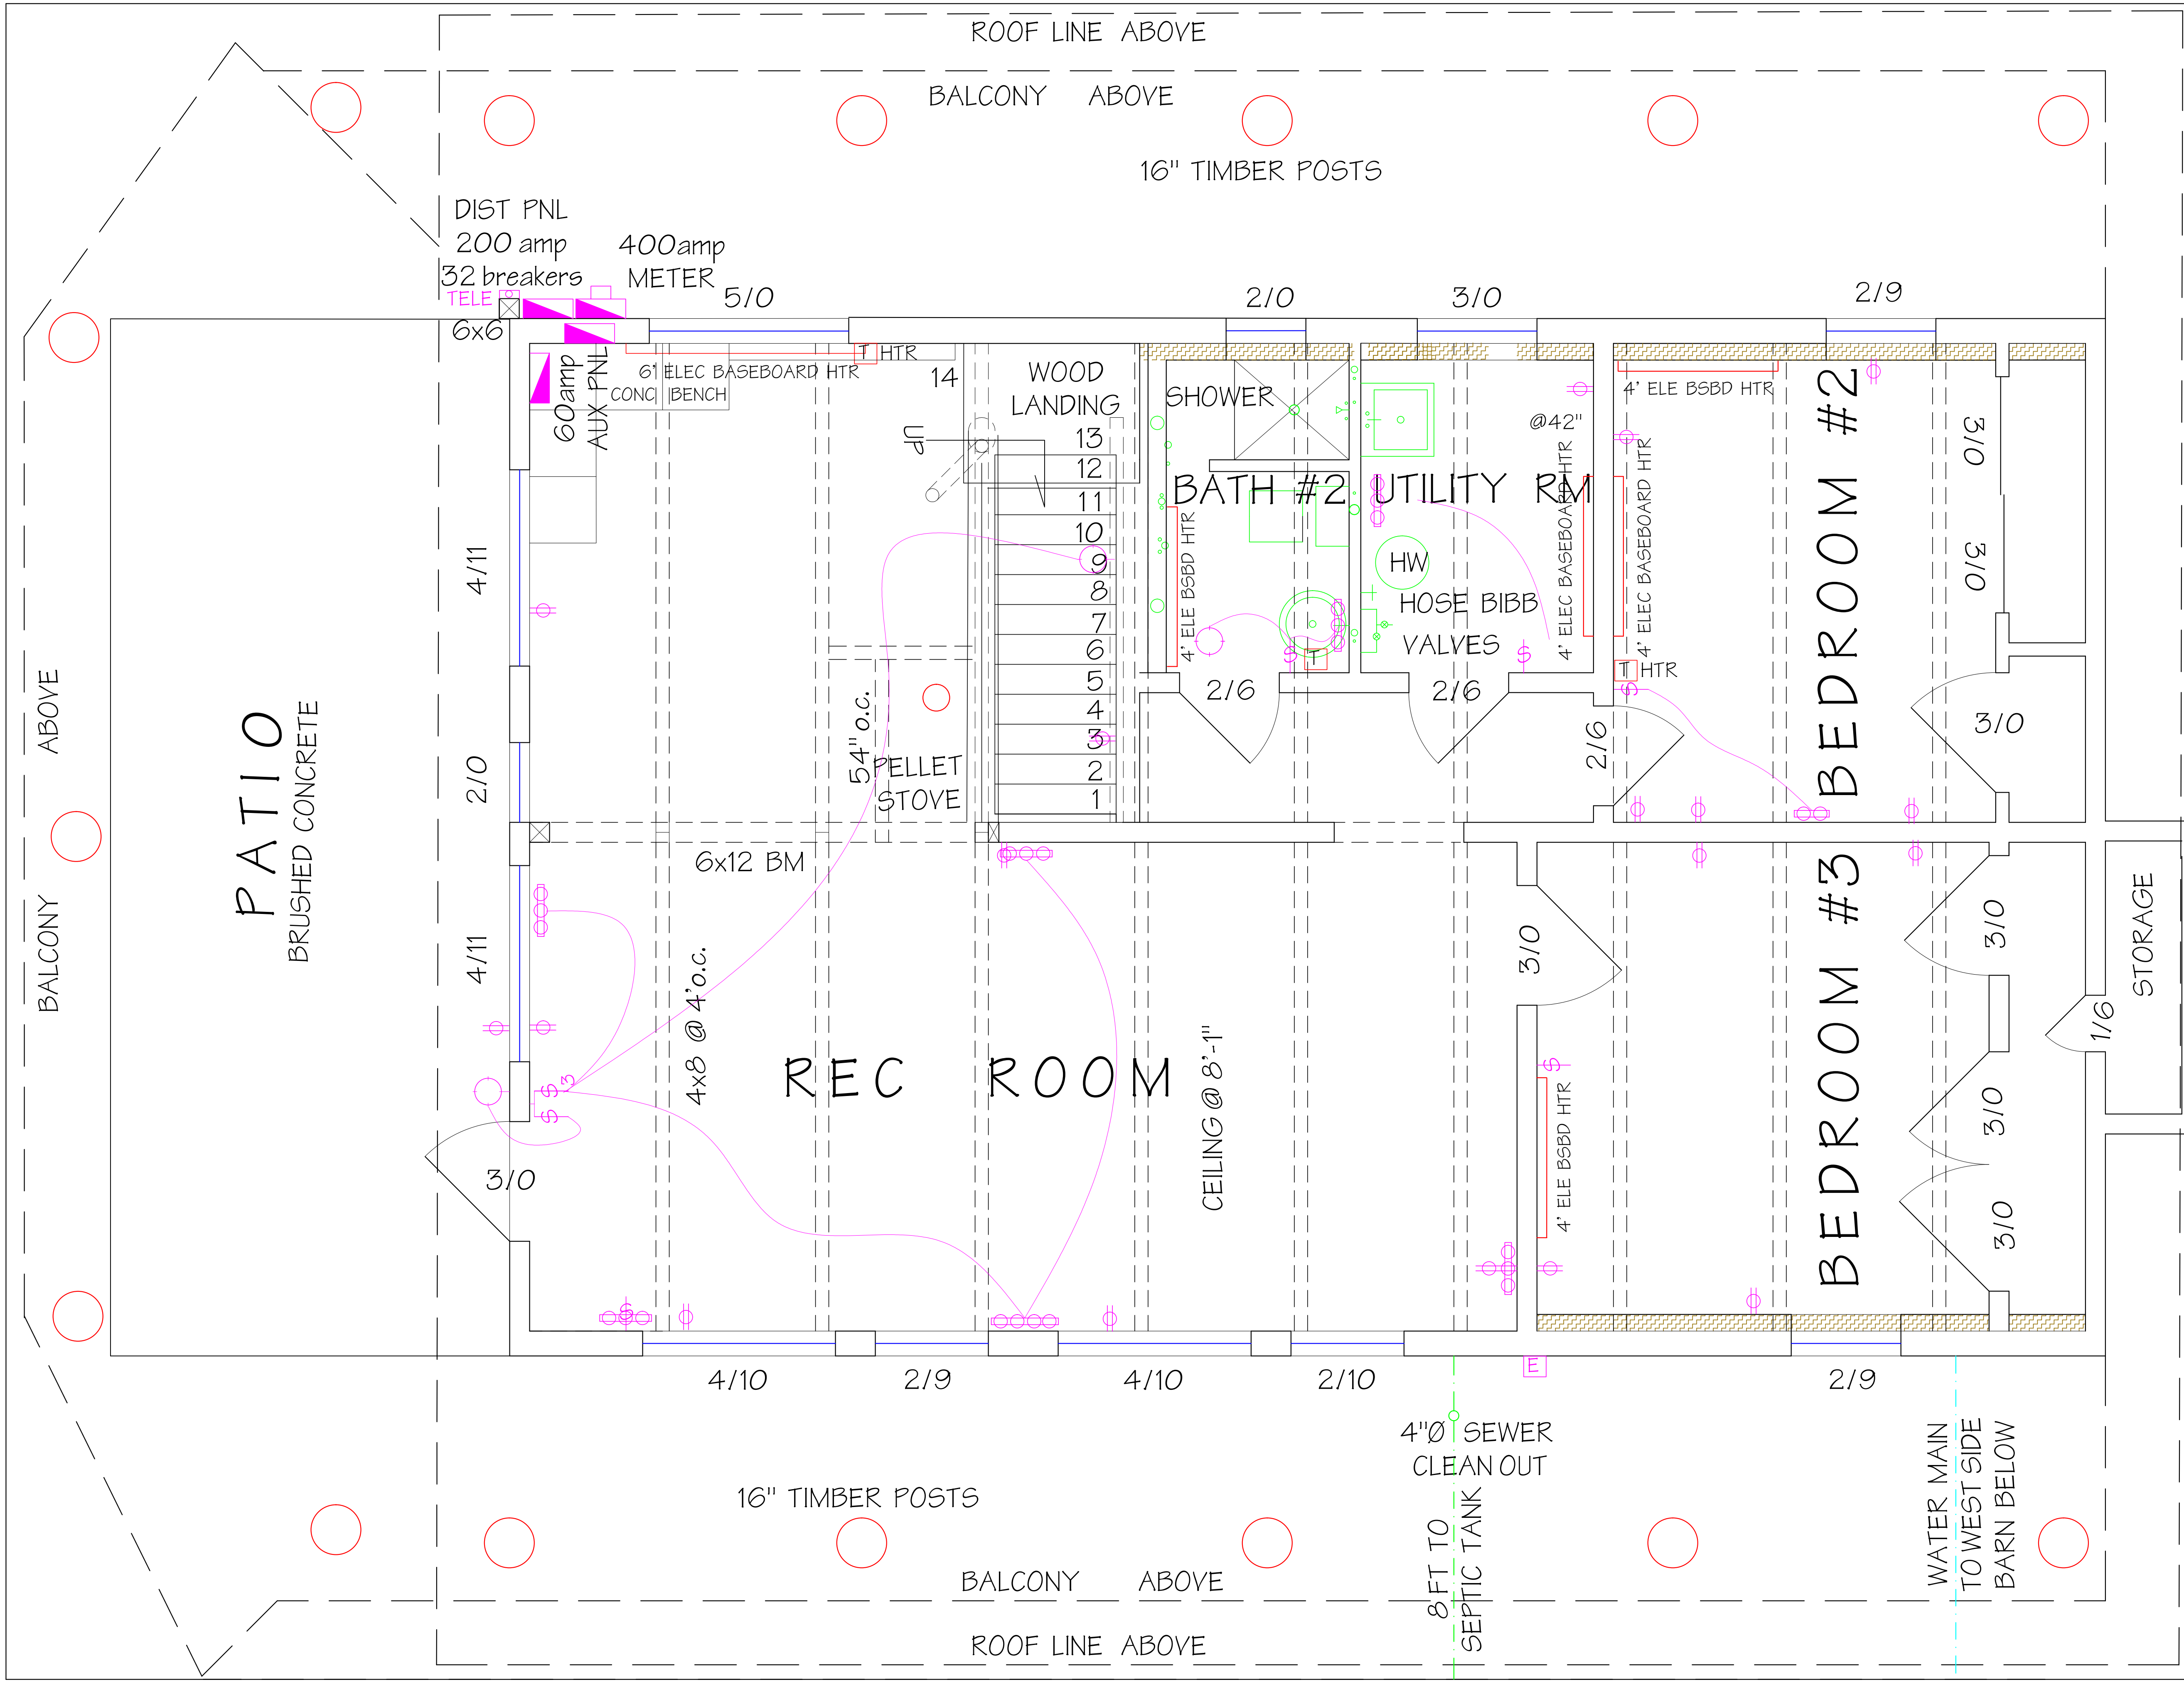 ROOF LINE ABOVE
BALCONY ABOVE
16" TIMBER POSTS
DIST PNL
200 amp
32 breakers
400amp
METER
TELE
6x6
5/0
2/0
3/0
2/9
60amp
AUX PNL
6' ELEC BASEBOARD HTR
CONC BENCH
T HTR
14
WOOD
LANDING
UP
13
12
11
10
9
8
7
6
5
4
3
2
1
SHOWER
BATH #2
4' ELE BSBD HTR
T
S
2/6
UTILITY RM
@42"
HW
HOSE BIBB
VALVES
4' ELEC BASEBOARD HTR
S
2/6
4' ELE BSBD HTR
4' ELEC BASEBOARD HTR
T HTR
S
2/6
BEDROOM #2
3/0
3/0
3/0
4/11
2/0
4/11
PATIO
BRUSHED CONCRETE
BALCONY ABOVE
54" o.c.
PELLET
STOVE
6x12 BM
4x8 @ 4'o.c.
REC ROOM
CEILING @ 8'-1"
S S 3
S
3/0
S
3/0
S
4' ELE BSBD HTR
BEDROOM #3
3/0
3/0
3/0
1/6
STORAGE
4/10
2/9
4/10
2/10
E
2/9
4"Ø SEWER
CLEAN OUT
8 FT TO
SEPTIC TANK
WATER MAIN
TO WEST SIDE
BARN BELOW
16" TIMBER POSTS
BALCONY ABOVE
ROOF LINE ABOVE